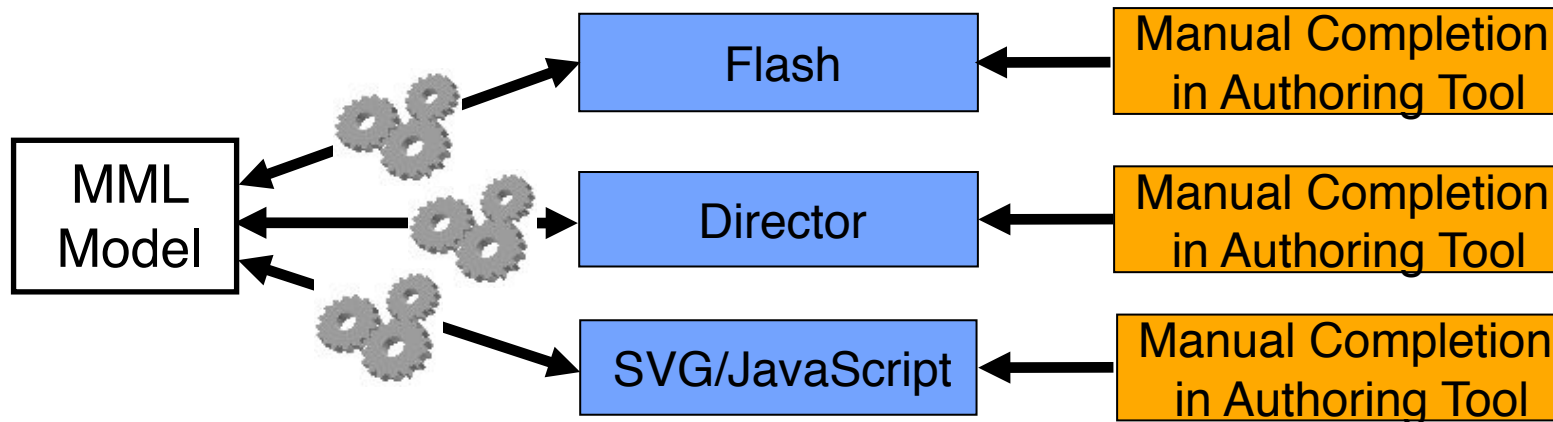 MML
Model
Flash
Manual Completion
in Authoring Tool
Director
Manual Completion
in Authoring Tool
SVG/JavaScript
Manual Completion
in Authoring Tool